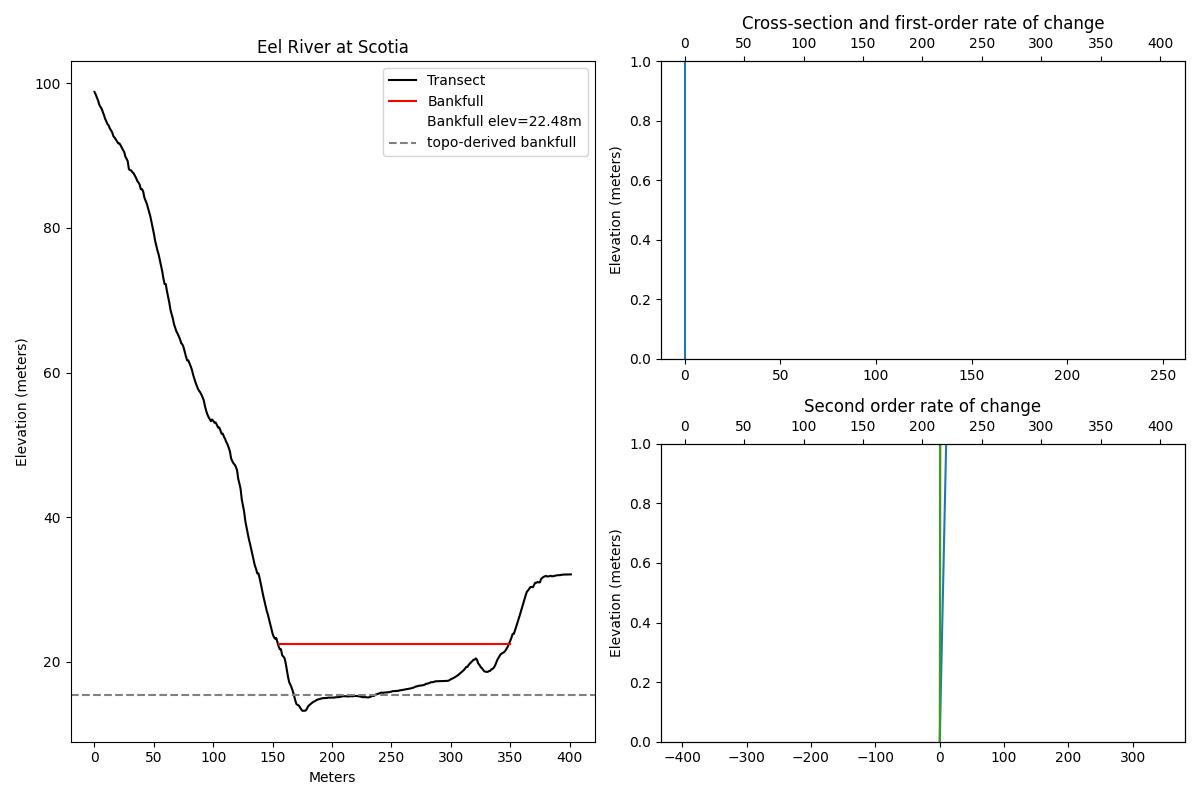 Eel River at Scotia
Transect
Bankfull
Bankfull elev=22.48m
topo-derived bankfull
100
80
60
40
20
Elevation (meters)
0 50 100 150 200 250 300 350 400
Meters
Cross-section and first-order rate of change
0 50 100 150 200 250 300 350 400
1.0
0.8
0.6
0.4
0.2
0.0
Elevation (meters)
0 50 100 150 200 250
Second order rate of change
0 50 100 150 200 250 300 350 400
1.0
0.8
0.6
0.4
0.2
0.0
Elevation (meters)
−400 −300 −200 −100 0 100 200 300